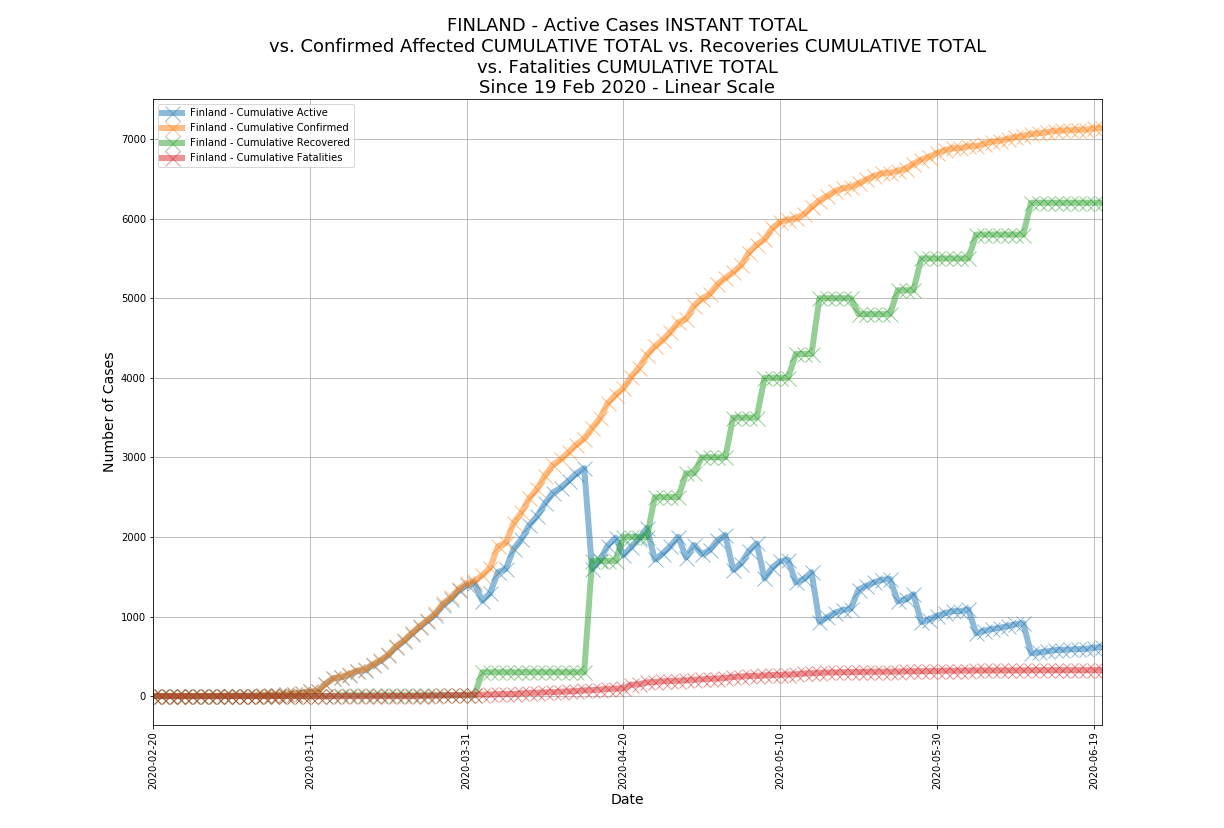 FINLAND - Active Cases INSTANT TOTAL
vs. Confirmed Affected CUMULATIVE TOTAL vs. Recoveries CUMULATIVE TOTAL
vs. Fatalities CUMULATIVE TOTAL
Since 19 Feb 2020 - Linear Scale
Finland - Cumulative Active
Finland - Cumulative Confirmed
Finland - Cumulative Recovered
Finland - Cumulative Fatalities
Number of Cases
7000
6000
5000
4000
3000
2000
1000
0
2020-02-20
2020-03-11
2020-03-31
2020-04-20
2020-05-10
2020-05-30
2020-06-19
Date